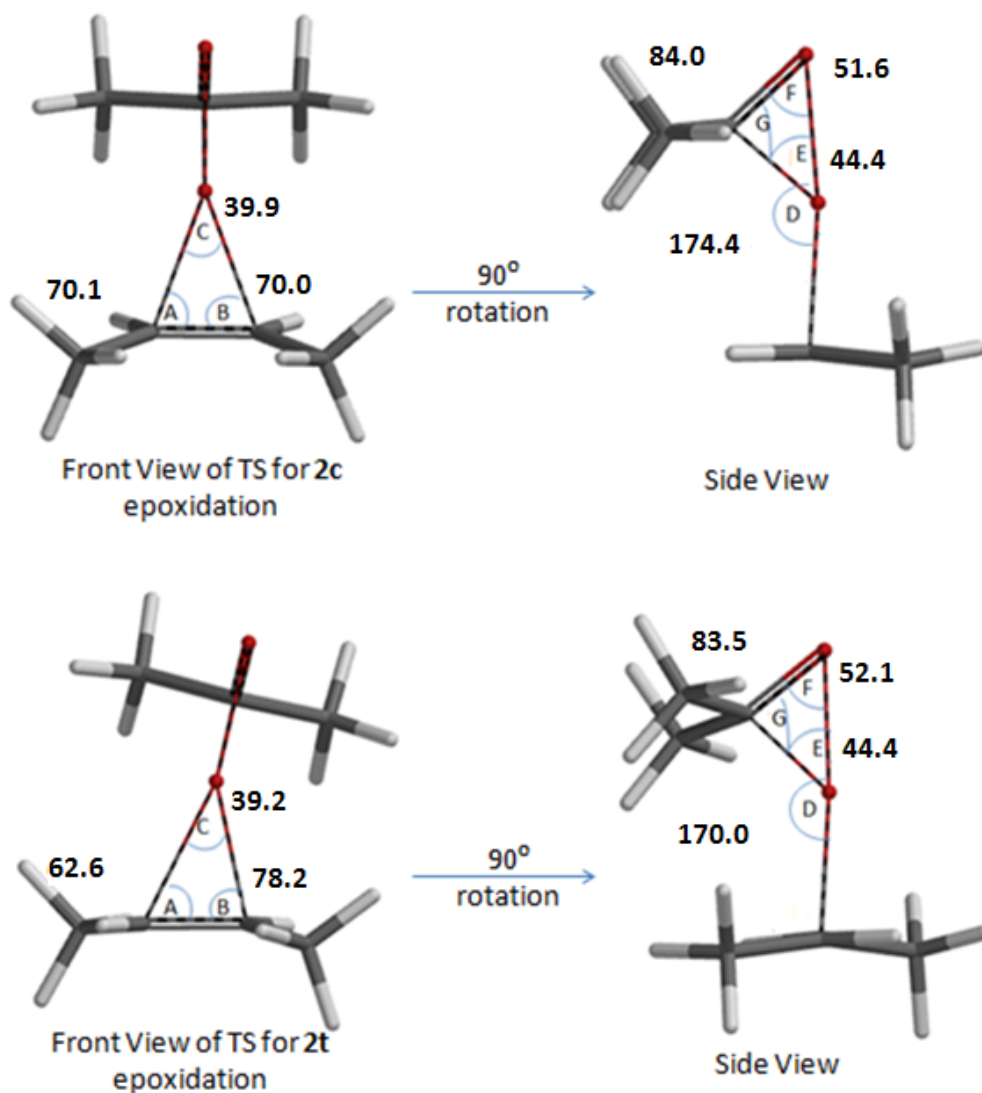 84.0
51.6
F
G
E
44.4
39.9
C
D
174.4
70.1
70.0
A
B
90°
rotation
Front View of TS for 2c
epoxidation
Side View
83.5
52.1
F
G
E
44.4
39.2
C
D
170.0
62.6
78.2
A
B
90°
rotation
Front View of TS for 2t
epoxidation
Side View